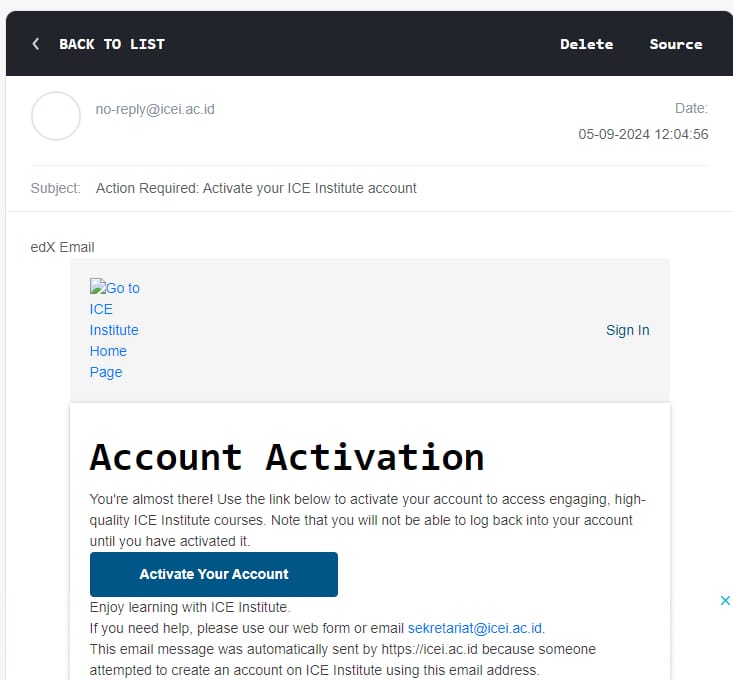 BACK TO LIST
Delete
Source
no-reply@icei.ac.id
Date:
05-09-2024 12:04:56
Subject: Action Required: Activate your ICE Institute account
edX Email
Go to
ICE
Institute
Home
Page
Sign In
Account Activation
You're almost there! Use the link below to activate your account to access engaging, high-
quality ICE Institute courses. Note that you will not be able to log back into your account
until you have activated it.
Activate Your Account
Enjoy learning with ICE Institute.
If you need help, please use our web form or email sekretariat@icei.ac.id.
This email message was automatically sent by https://icei.ac.id because someone
attempted to create an account on ICE Institute using this email address.